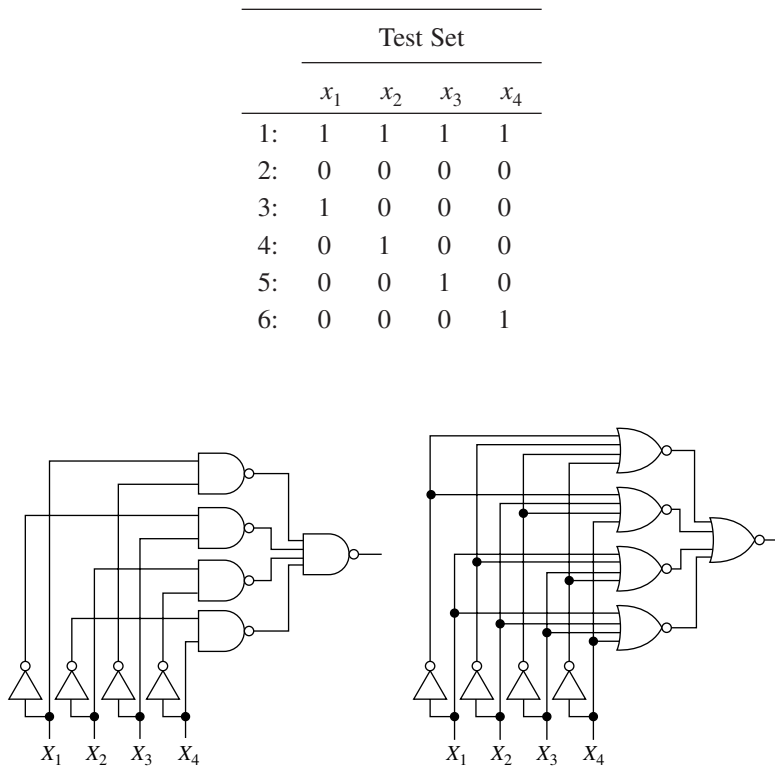 Test Set
x₁ x₂ x₃ x₄
1: 1 1 1 1
2: 0 0 0 0
3: 1 0 0 0
4: 0 1 0 0
5: 0 0 1 0
6: 0 0 0 1
X₁ X₂ X₃ X₄ X₁ X₂ X₃ X₄